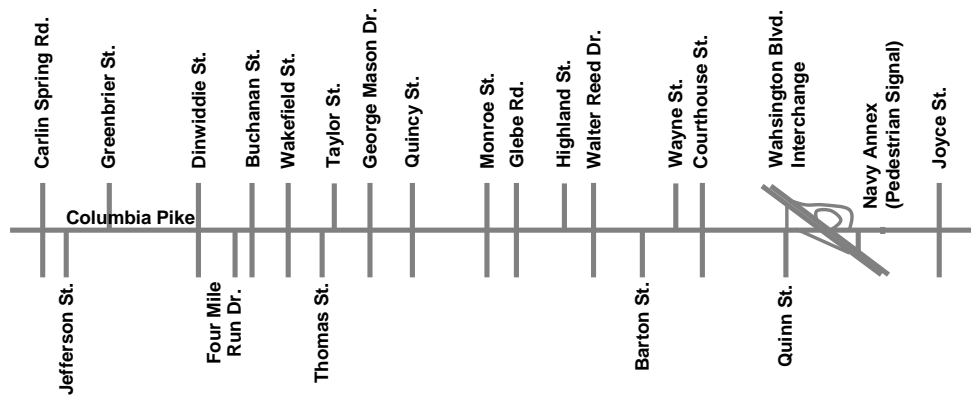 Carlin Spring Rd.
Greenbrier St.
Dinwiddie St.
Buchanan St.
Wakefield St.
Taylor St.
George Mason Dr.
Quincy St.
Monroe St.
Glebe Rd.
Highland St.
Walter Reed Dr.
Wayne St.
Courthouse St.
Wahsington Blvd.
Interchange
Navy Annex
(Pedestrian Signal)
Joyce St.
Columbia Pike
Jefferson St.
Four Mile
Run Dr.
Thomas St.
Barton St.
Quinn St.